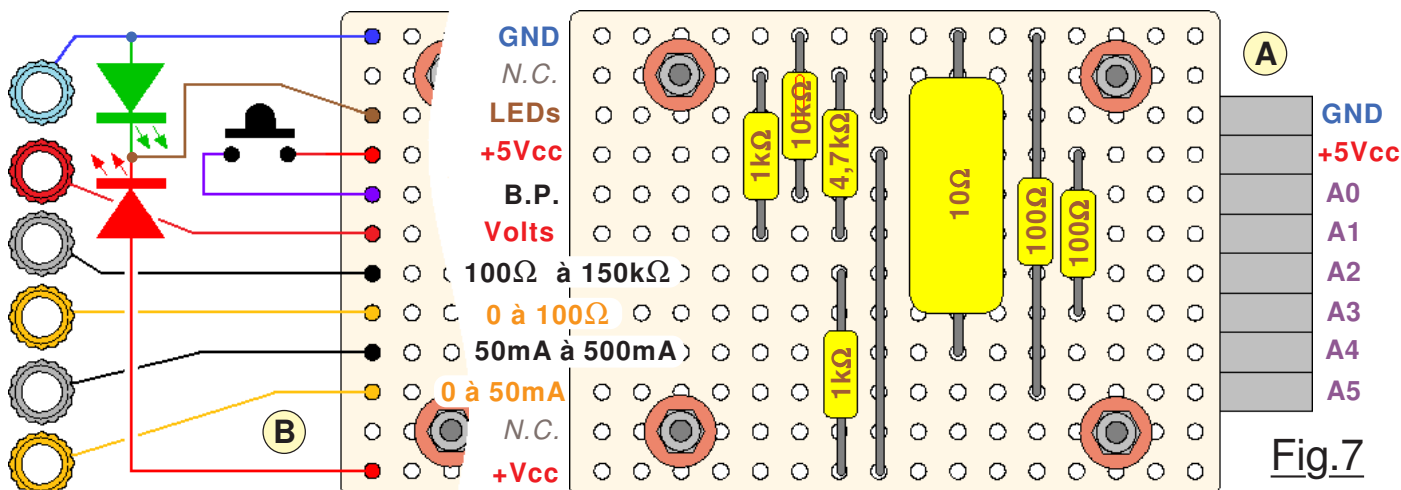 GND
N.C.
LEDs
+5Vcc
B.P.
Volts
100Ω à 150kΩ
0 à 100Ω
50mA à 500mA
0 à 50mA
N.C.
+Vcc
B
1kΩ
10kΩ
4,7kΩ
1kΩ
10Ω
100Ω
100Ω
A
GND
+5Vcc
A0
A1
A2
A3
A4
A5
Fig.7